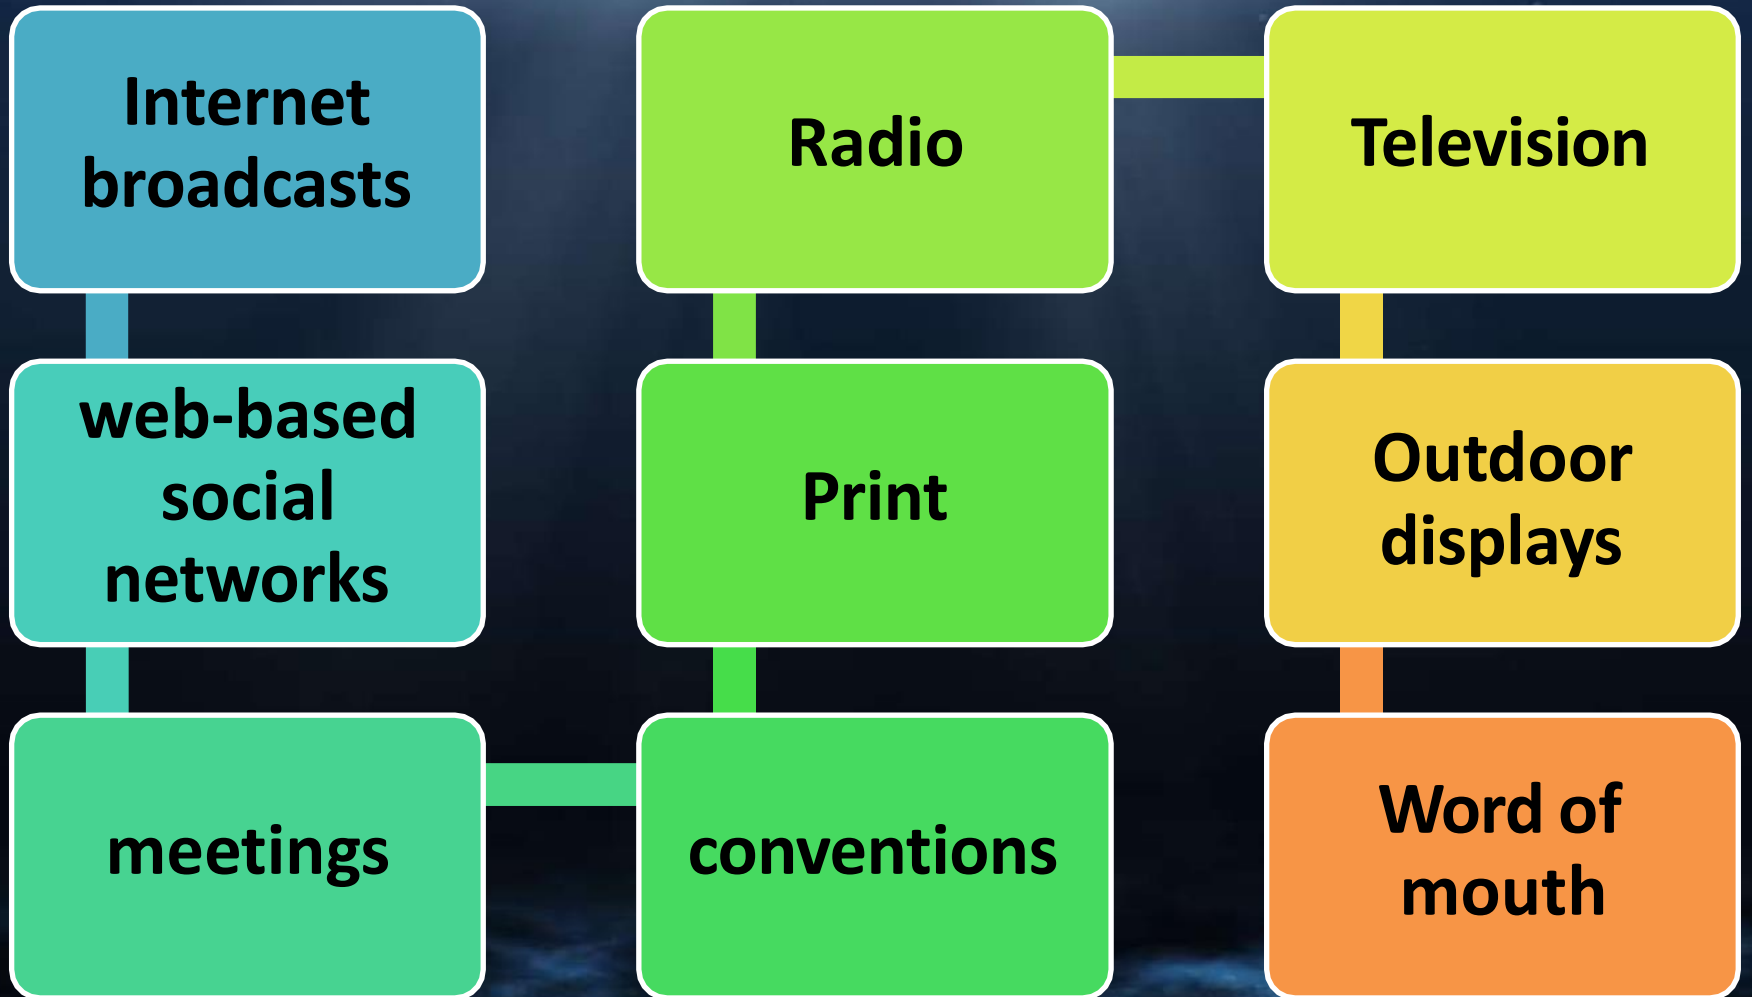 Internet
broadcasts
web-based
social
networks
meetings
conventions
Print
Radio
Television
Outdoor
displays
Word of
mouth